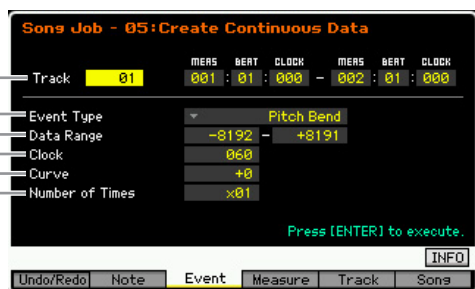 Song Job - 05:Create Continuous Data
MEAS BEAT CLOCK MEAS BEAT CLOCK
Track 01 001 : 01 : 000 - 002 : 01 : 000
Event Type Pitch Bend
Data Range -8192 - +8191
Clock 060
Curve +0
Number of Times x01
Press [ENTER] to execute.
INFO
Undo/Redo Note Event Measure Track Song